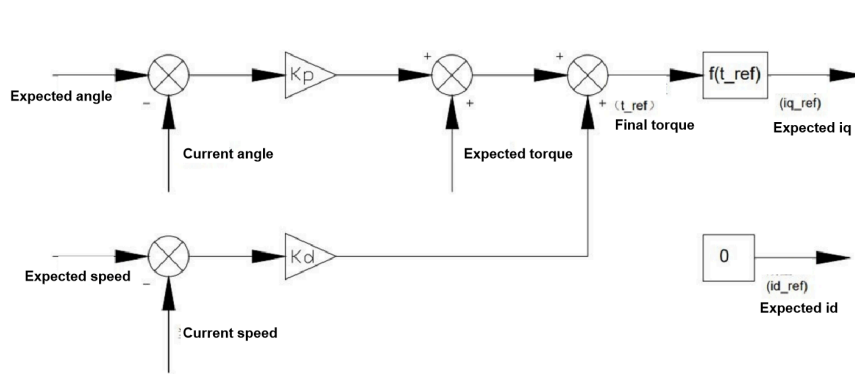 Kp
f(t_ref)
Expected angle
(t_ref)
(iq_ref)
Final torque
Expected iq
Current angle
Expected torque
Kd
0
Expected speed
(id_ref)
Expected id
Current speed